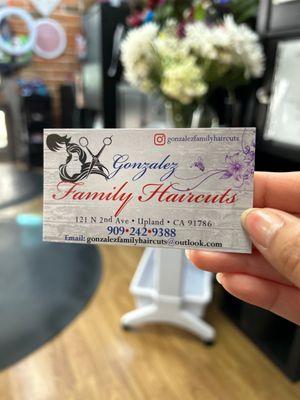 gonzalezfamilyhaircuts
Gonzalez
Family Haircuts
121 N 2nd Ave • Upland • CA 91786
909•242•9388
Email: gonzalezfamilyhaircuts@outlook.com